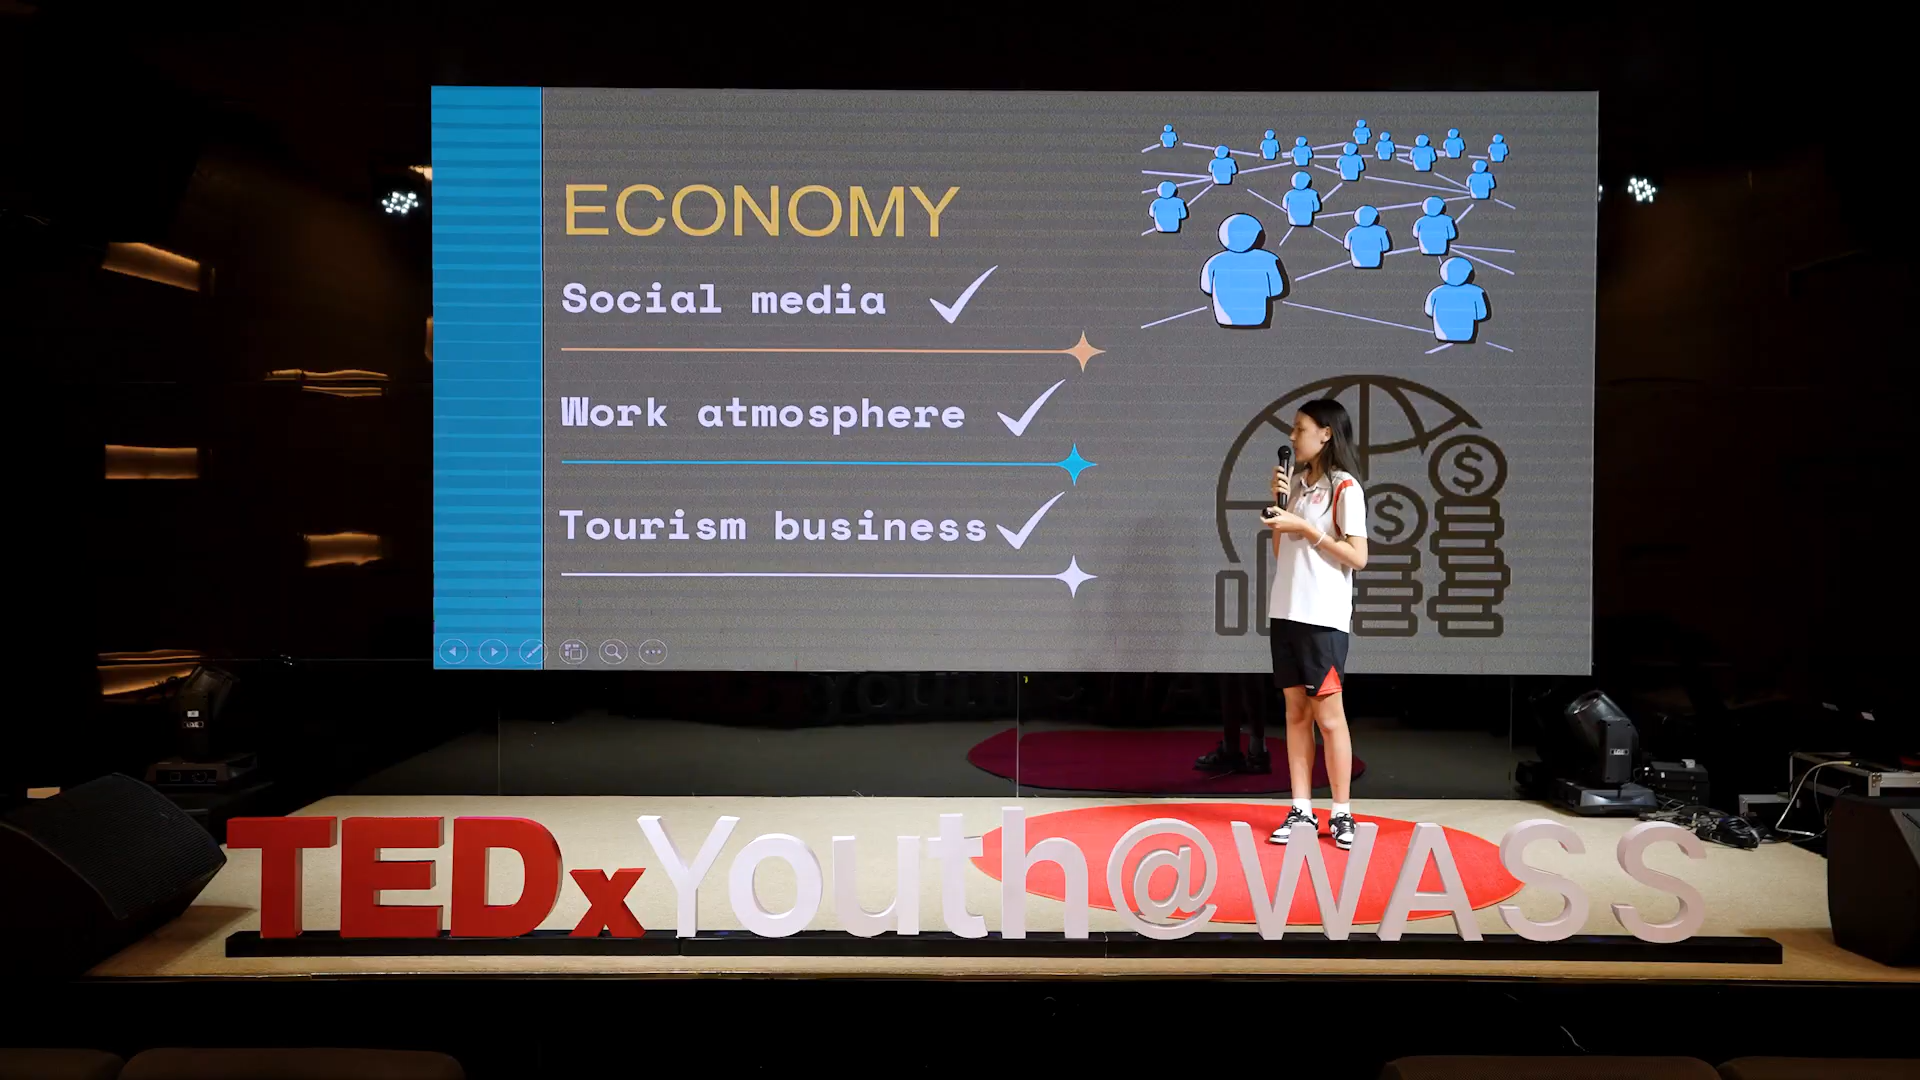 ECONOMY
Social media
Work atmosphere
Tourism business
$
$
TEDxYouth@WASS